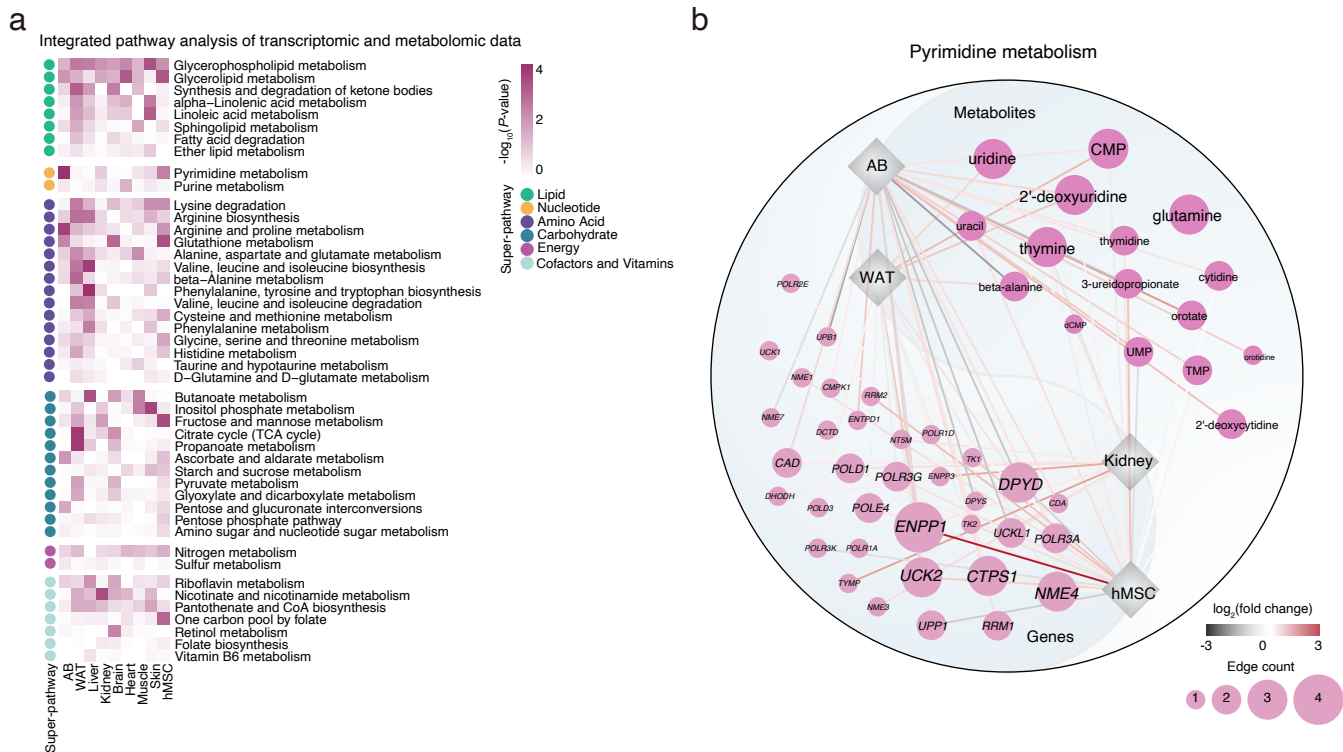 a
Integrated pathway analysis of transcriptomic and metabolomic data
Glycerophospholipid metabolism
Glycerolipid metabolism
Synthesis and degradation of ketone bodies
alpha−Linolenic acid metabolism
Linoleic acid metabolism
Sphingolipid metabolism
Fatty acid degradation
Ether lipid metabolism
Pyrimidine metabolism
Purine metabolism
Lysine degradation
Arginine biosynthesis
Arginine and proline metabolism
Glutathione metabolism
Alanine, aspartate and glutamate metabolism
Valine, leucine and isoleucine biosynthesis
beta−Alanine metabolism
Phenylalanine, tyrosine and tryptophan biosynthesis
Valine, leucine and isoleucine degradation
Cysteine and methionine metabolism
Phenylalanine metabolism
Glycine, serine and threonine metabolism
Histidine metabolism
Taurine and hypotaurine metabolism
D−Glutamine and D−glutamate metabolism
Butanoate metabolism
Inositol phosphate metabolism
Fructose and mannose metabolism
Citrate cycle (TCA cycle)
Propanoate metabolism
Ascorbate and aldarate metabolism
Starch and sucrose metabolism
Pyruvate metabolism
Glyoxylate and dicarboxylate metabolism
Pentose and glucuronate interconversions
Pentose phosphate pathway
Amino sugar and nucleotide sugar metabolism
Nitrogen metabolism
Sulfur metabolism
Riboflavin metabolism
Nicotinate and nicotinamide metabolism
Pantothenate and CoA biosynthesis
One carbon pool by folate
Retinol metabolism
Folate biosynthesis
Vitamin B6 metabolism
Super-pathway
AB
WAT
Liver
Kidney
Brain
Heart
Muscle
Skin
hMSC
4
2
0
-log10(P-value)
Super-pathway
Lipid
Nucleotide
Amino Acid
Carbohydrate
Energy
Cofactors and Vitamins
b
Pyrimidine metabolism
Metabolites
AB
uridine
CMP
2'-deoxyuridine
glutamine
uracil
thymine
thymidine
WAT
beta-alanine
3-ureidopropionate
cytidine
orotate
dCMP
UMP
orotidine
TMP
2'-deoxycytidine
POLR2E
UPB1
UCK1
NME1
CMPK1
RRM2
NME7
DCTD
ENTPD1
NT5M
POLR1D
Kidney
CAD
POLD1
POLR3G
ENPP3
TK1
DPYD
DHODH
POLD3
POLE4
DPYS
CDA
ENPP1
TK2
UCKL1
POLR3A
POLR3K
POLR1A
TYMP
UCK2
CTPS1
NME4
hMSC
NME3
UPP1
RRM1
Genes
log2(fold change)
-3
0
3
Edge count
1
2
3
4